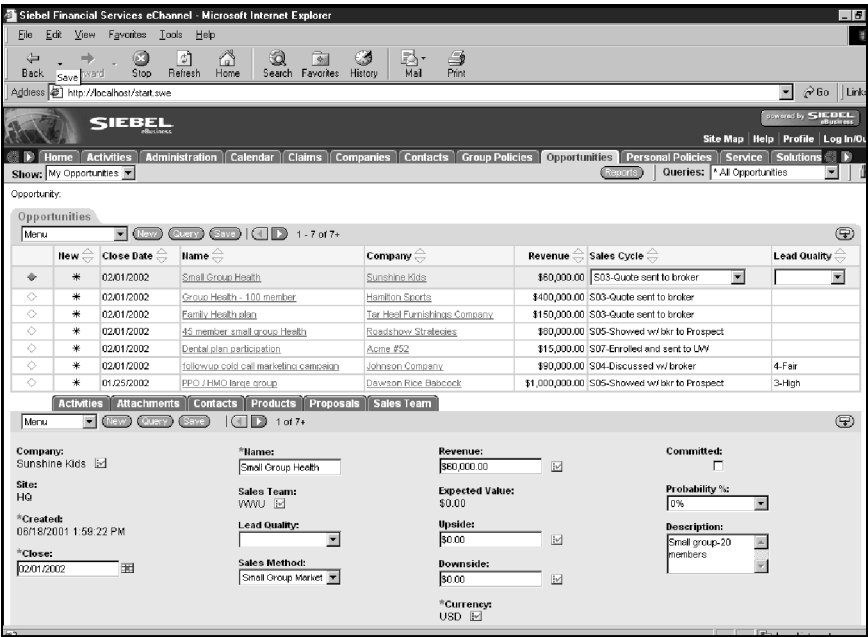 Siebel Financial Services eChannel - Microsoft Internet Explorer
File Edit View Favorites Tools Help
Back Save Stop Refresh Home Search Favorites History Mail Print
Address http://localhost/start.swe Go Links
SIEBEL eBusiness powered by SIEBEL eBusiness
Site Map Help Profile Log In/Ou
Home Activities Administration Calendar Claims Companies Contacts Group Policies Opportunities Personal Policies Service Solutions
Show: My Opportunities Reports Queries: * All Opportunities
Opportunity:
Opportunities
Menu New Query Save 1 - 7 of 7+
New Close Date Name Company Revenue Sales Cycle Lead Quality
* 02/01/2002 Small Group Health Sunshine Kids $60,000.00 S03-Quote sent to broker
* 02/01/2002 Group Health - 100 member Hamilton Sports $400,000.00 S03-Quote sent to broker
* 02/01/2002 Family Health plan Tar Heel Furnishings Company $150,000.00 S03-Quote sent to broker
* 02/01/2002 45 member small group Health Roadshow Strategies $80,000.00 S05-Showed w/ bkr to Prospect
* 02/01/2002 Dental plan participation Acme #52 $15,000.00 S07-Enrolled and sent to UW
* 02/01/2002 followup cold call marketing campaign Johnson Company $90,000.00 S04-Discussed w/ broker 4-Fair
* 01/25/2002 PPO / HMO large group Dawson Rice Babcock $1,000,000.00 S05-Showed w/ bkr to Prospect 3-High
Activities Attachments Contacts Products Proposals Sales Team
Menu New Query Save 1 of 7+
Company: *Name: Revenue: Committed:
Sunshine Kids Small Group Health $60,000.00
Site: Sales Team: Expected Value: Probability %:
HQ VWVU $0.00 0%
*Created: Lead Quality: Upside: Description:
06/18/2001 1:59:22 PM $0.00 Small group-20
members
*Close: Sales Method: Downside:
02/01/2002 Small Group Market $0.00
*Currency:
USD